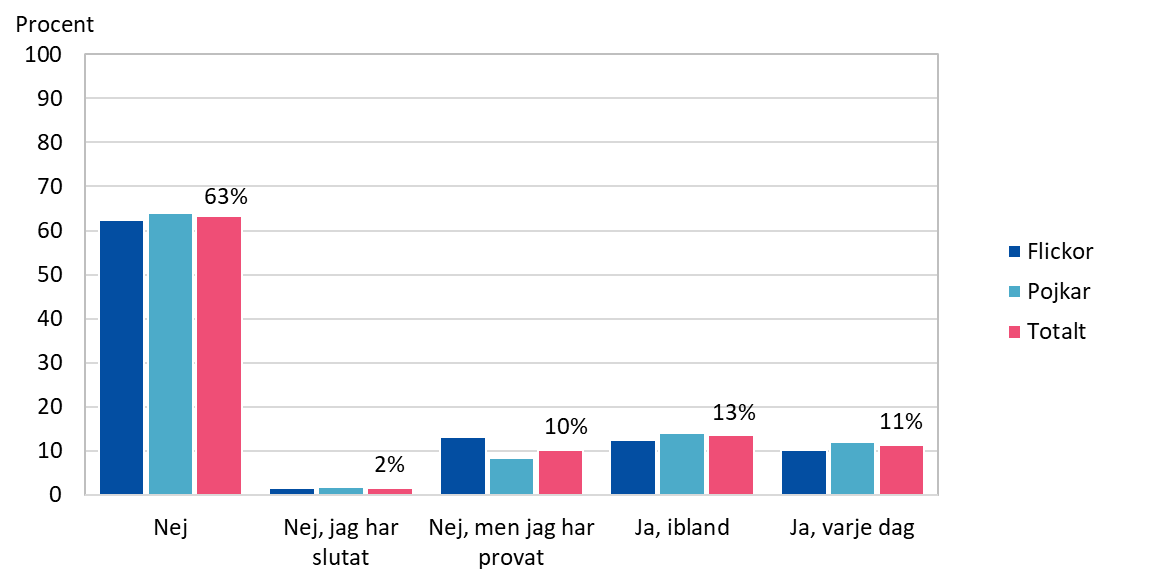 Procent
100
90
80
70
60
50
40
30
20
10
0
63%
2%
10%
13%
11%
Nej
Nej, jag har
slutat
Nej, men jag har
provat
Ja, ibland
Ja, varje dag
Flickor
Pojkar
Totalt